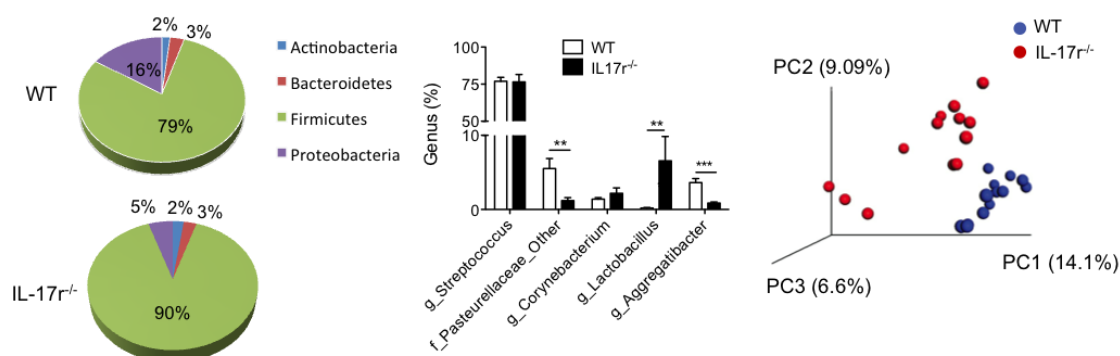 WT
2%
3%
16%
79%
Actinobacteria
Bacteroidetes
Firmicutes
Proteobacteria
IL-17r-/-
5%
2%
3%
90%
Genus (%)
100
75
50
10
5
0
WT
IL17r-/-
**
**
***
g_Streptococcus
f_Pasteurellaceae_Other
g_Corynebacterium
g_Lactobacillus
g_Aggregatibacter
WT
IL-17r-/-
PC2 (9.09%)
PC1 (14.1%)
PC3 (6.6%)